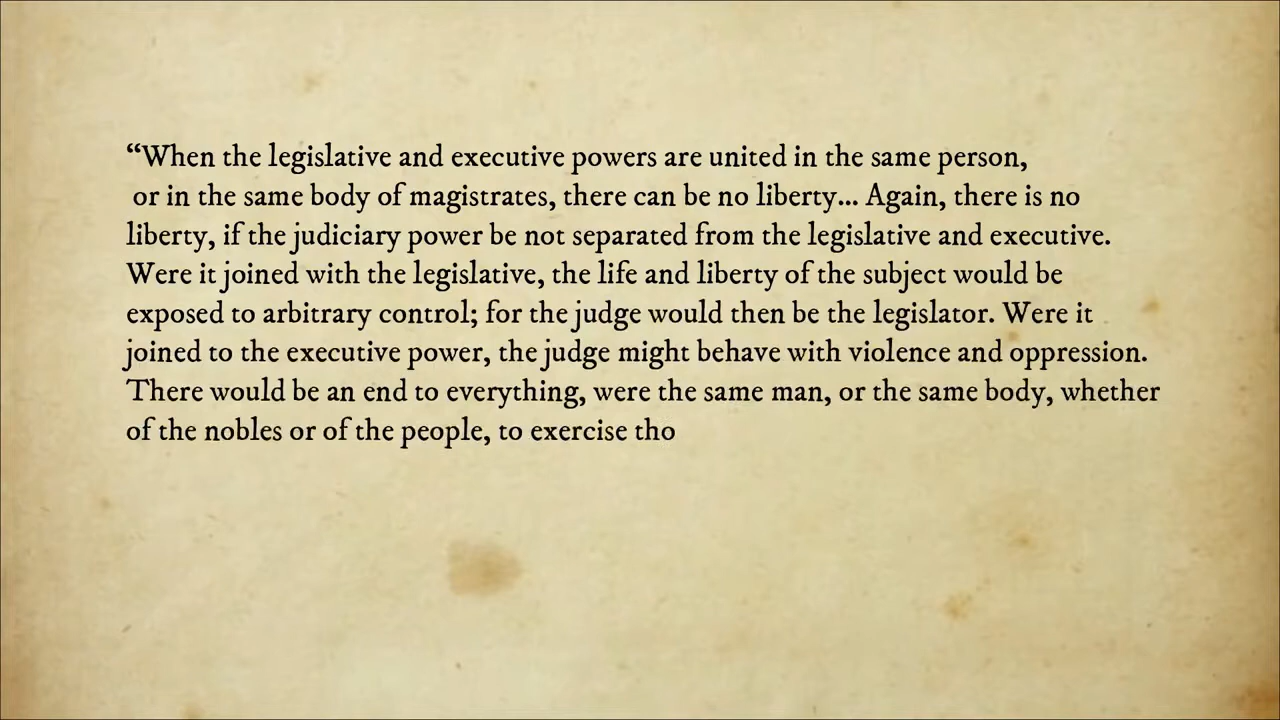 “When the legislative and executive powers are united in the same person,
or in the same body of magistrates, there can be no liberty... Again, there is no
liberty, if the judiciary power be not separated from the legislative and executive.
Were it joined with the legislative, the life and liberty of the subject would be
exposed to arbitrary control; for the judge would then be the legislator. Were it
joined to the executive power, the judge might behave with violence and oppression.
There would be an end to everything, were the same man, or the same body, whether
of the nobles or of the people, to exercise tho